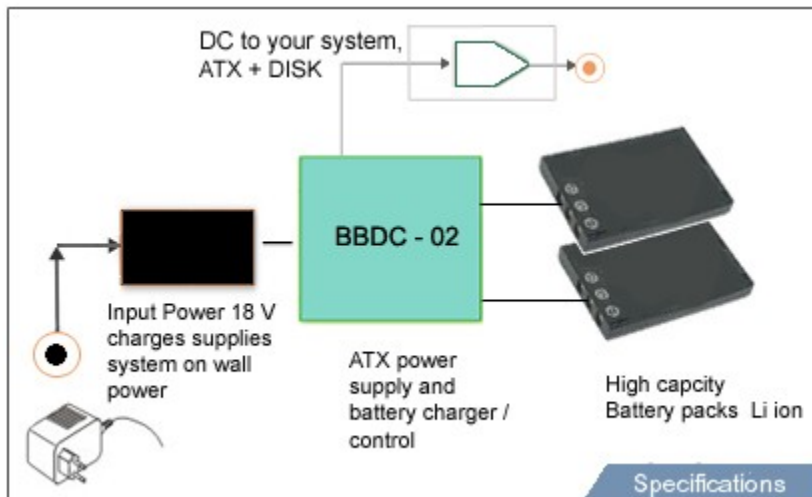 DC to your system,
ATX + DISK
BBDC - 02
Input Power 18 V
charges supplies
system on wall
power
ATX power
supply and
battery charger /
control
High capcity
Battery packs Li ion
Specifications